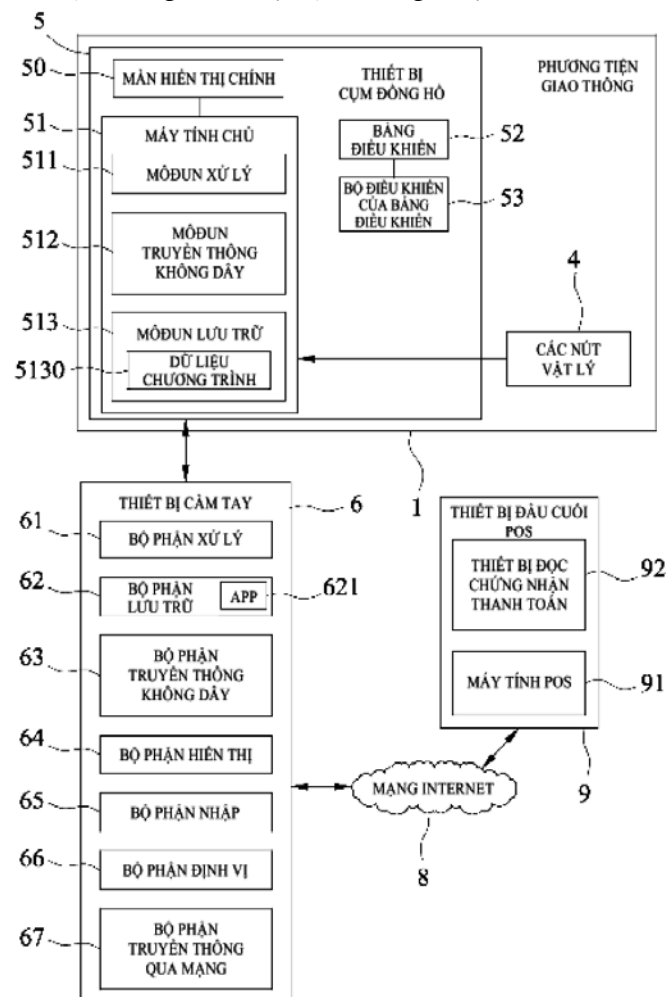 5
50
MÀN HIỂN THỊ CHÍNH
51
MÁY TÍNH CHỦ
511
MÔĐUN XỬ LÝ
512
MÔĐUN
TRUYỀN THÔNG
KHÔNG DÂY
513
MÔĐUN LƯU TRỮ
5130
DỮ LIỆU
CHƯƠNG TRÌNH
THIẾT BỊ
CỤM ĐỒNG HỒ
BẢNG
ĐIỀU KHIỂN
52
BỘ ĐIỀU KHIỂN
CỦA BẢNG
ĐIỀU KHIỂN
53
PHƯƠNG TIỆN
GIAO THÔNG
4
CÁC NÚT
VẬT LÝ
1
THIẾT BỊ CẦM TAY
6
61
BỘ PHẬN XỬ LÝ
62
BỘ PHẬN
LƯU TRỮ
APP
621
63
BỘ PHẬN
TRUYỀN THÔNG
KHÔNG DÂY
64
BỘ PHẬN HIỂN THỊ
65
BỘ PHẬN NHẬP
66
BỘ PHẬN ĐỊNH VỊ
67
BỘ PHẬN
TRUYỀN THÔNG
QUA MẠNG
THIẾT BỊ ĐẦU CUỐI
POS
THIẾT BỊ ĐỌC
CHỨNG NHẬN
THANH TOÁN
92
MÁY TÍNH POS
91
9
MẠNG INTERNET
8